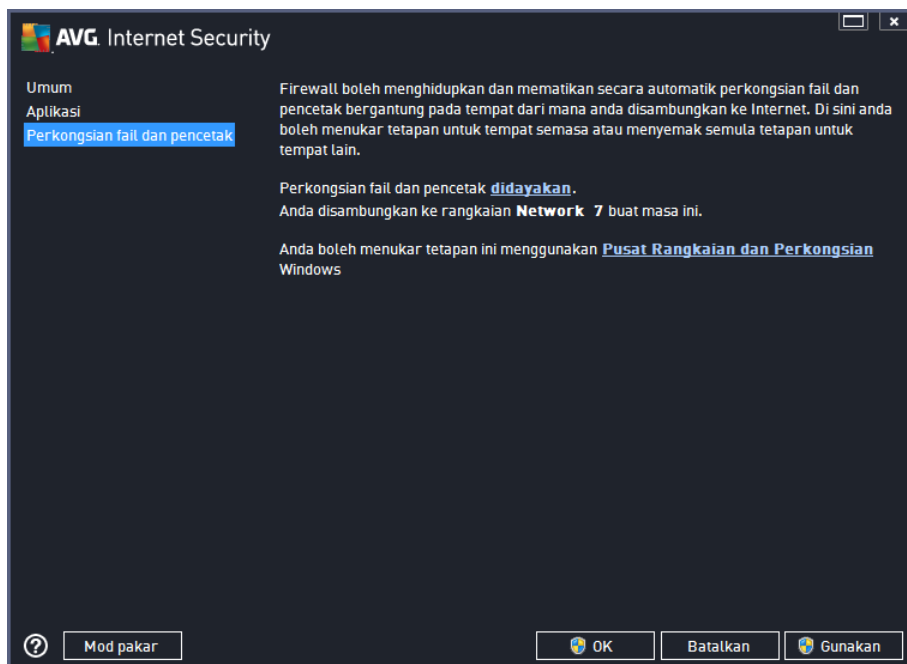 AVG. Internet Security
Umum
Aplikasi
Perkongsian fail dan pencetak
Firewall boleh menghidupkan dan mematikan secara automatik perkongsian fail dan
pencetak bergantung pada tempat dari mana anda disambungkan ke Internet. Di sini anda
boleh menukar tetapan untuk tempat semasa atau menyemak semula tetapan untuk
tempat lain.
Perkongsian fail dan pencetak didayakan.
Anda disambungkan ke rangkaian Network 7 buat masa ini.
Anda boleh menukar tetapan ini menggunakan Pusat Rangkaian dan Perkongsian
Windows
Mod pakar
OK
Batalkan
Gunakan